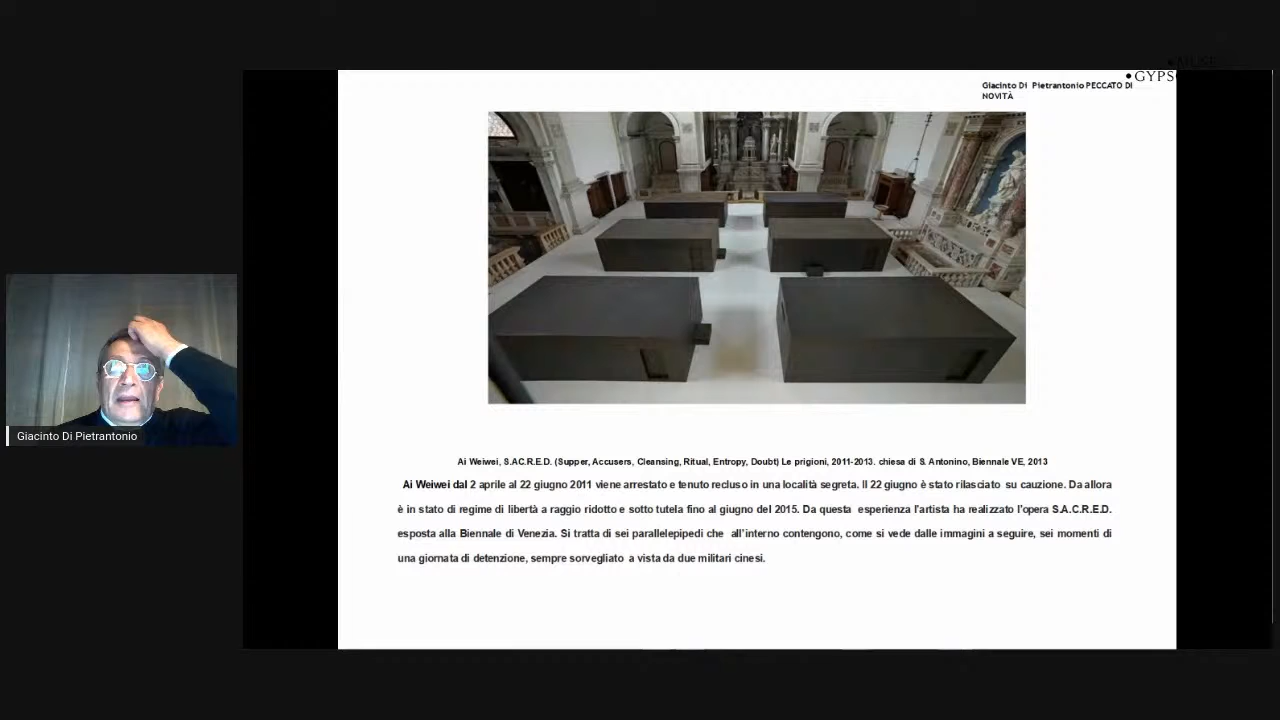 GYPS
Giacinto Di Pietrantonio PECCATO DI
NOVITÀ
Giacinto Di Pietrantonio
Ai Weiwei, S.AC.R.E.D. (Supper, Accusers, Cleansing, Ritual, Entropy, Doubt) Le prigioni, 2011-2013. chiesa di S. Antonino, Biennale VE, 2013
Ai Weiwei dal 2 aprile al 22 giugno 2011 viene arrestato e tenuto recluso in una località segreta. Il 22 giugno è stato rilasciato su cauzione. Da allora
è in stato di regime di libertà a raggio ridotto e sotto tutela fino al giugno del 2015. Da questa esperienza l'artista ha realizzato l'opera S.A.C.R.E.D.
esposta alla Biennale di Venezia. Si tratta di sei parallelepipedi che all'interno contengono, come si vede dalle immagini a seguire, sei momenti di
una giornata di detenzione, sempre sorvegliato a vista da due militari cinesi.